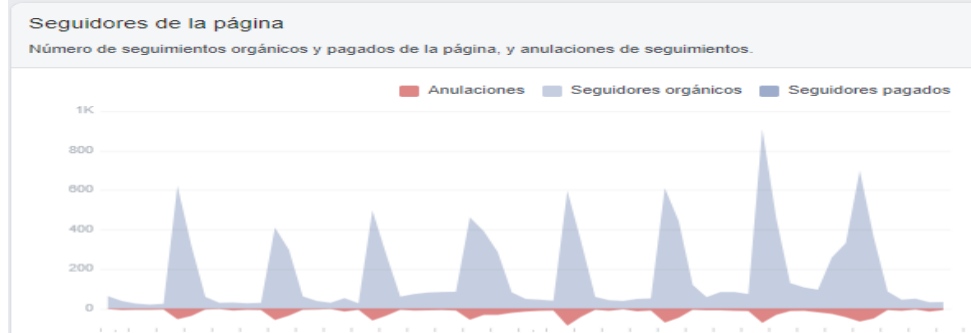 Seguidores de la página
Número de seguimientos orgánicos y pagados de la página, y anulaciones de seguimientos.
Anulaciones Seguidores orgánicos Seguidores pagados
1K
800
600
400
200
0